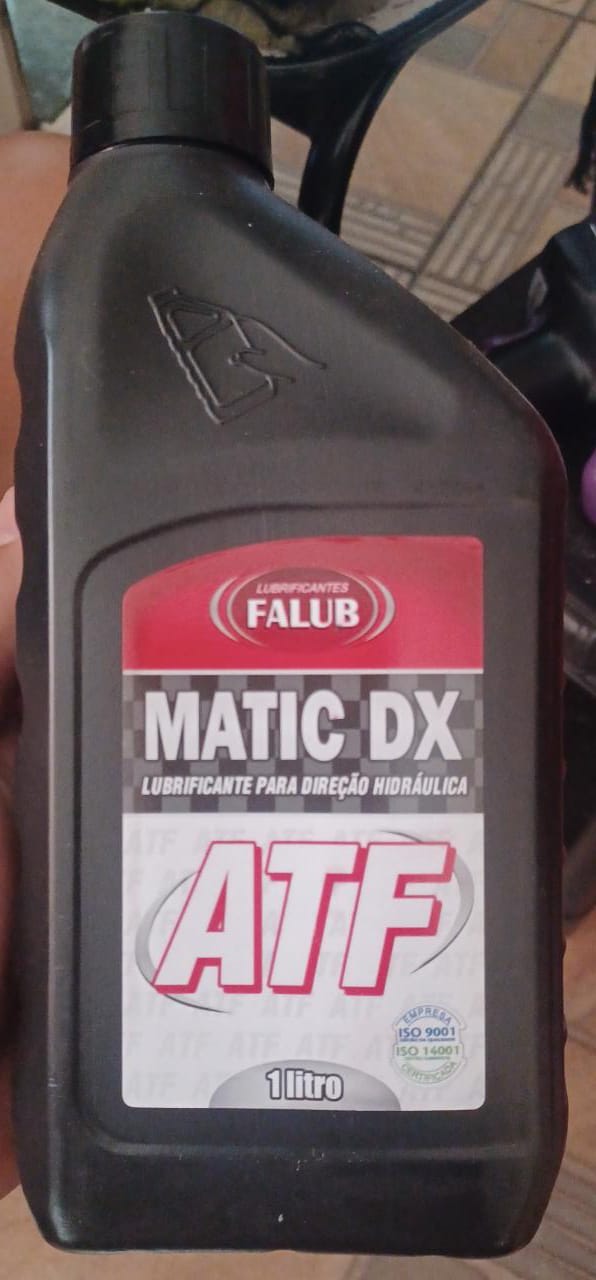 LUBRIFICANTES
FALUB
MATIC DX
LUBRIFICANTE PARA DIREÇÃO HIDRÁULICA
ATF
EMPRESA
ISO 9001
ISO 14001
CERTIFICADA
1 litro